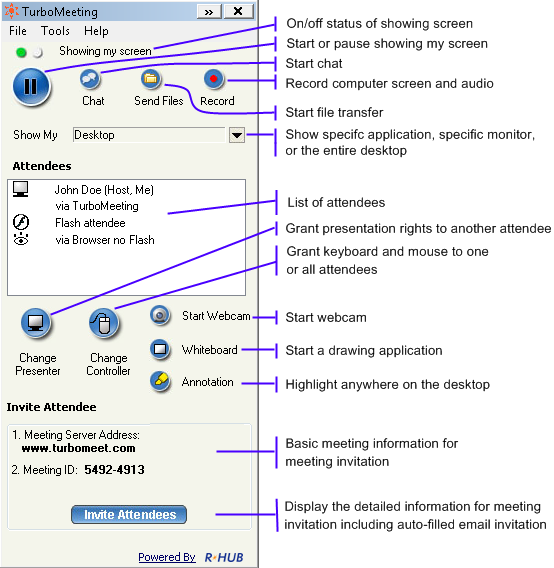 TurboMeeting
»
File Tools Help
Showing my screen
Chat
Send Files
Record
Show My
Desktop
Attendees
John Doe (Host, Me)
via TurboMeeting
Flash attendee
via Browser no Flash
Start Webcam
Whiteboard
Annotation
Change
Presenter
Change
Controller
Invite Attendee
1. Meeting Server Address:
www.turbomeet.com
2. Meeting ID: 5492-4913
Invite Attendees
Powered By R·HUB
On/off status of showing screen
Start or pause showing my screen
Start chat
Record computer screen and audio
Start file transfer
Show specifc application, specific monitor,
or the entire desktop
List of attendees
Grant presentation rights to another attendee
Grant keyboard and mouse to one
or all attendees
Start webcam
Start a drawing application
Highlight anywhere on the desktop
Basic meeting information for
meeting invitation
Display the detailed information for meeting
invitation including auto-filled email invitation